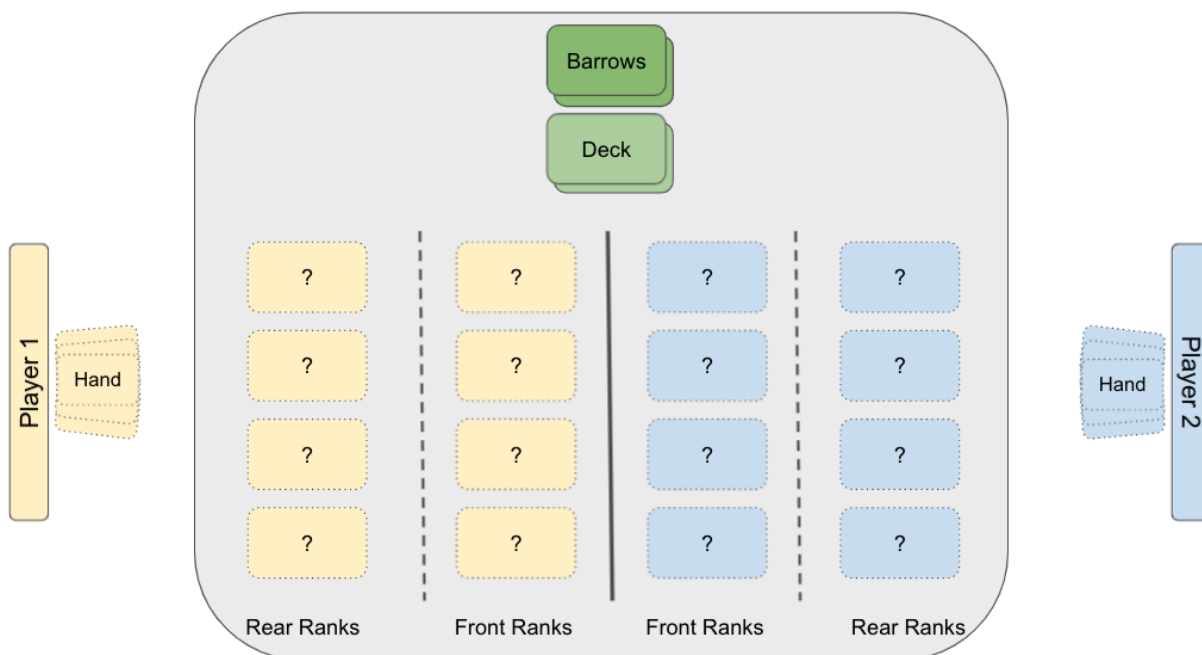 Barrows
Deck
Player 1
Hand
? ? ? ?
? ? ? ?
? ? ? ?
? ? ? ?
Hand
Player 2
Rear Ranks
Front Ranks
Front Ranks
Rear Ranks